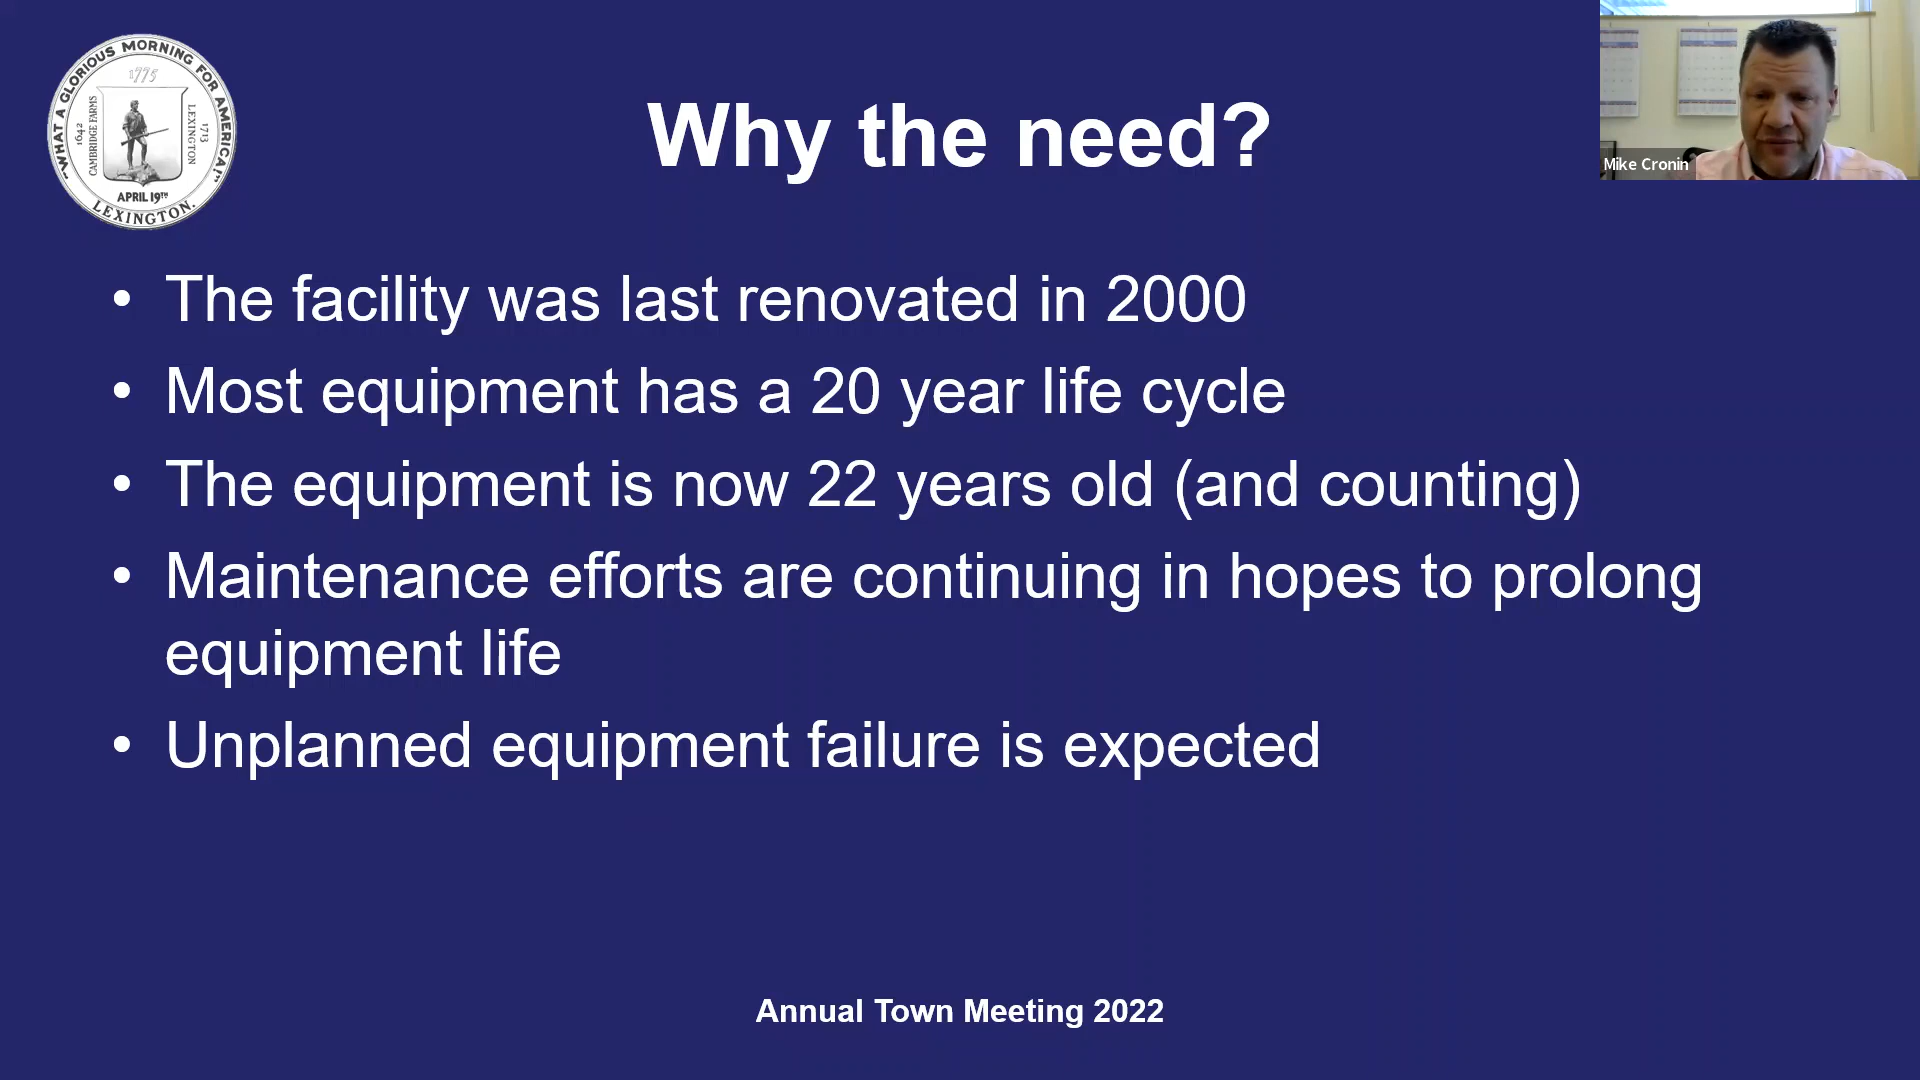 "WHAT A GLORIOUS MORNING FOR AMERICA!"
1775
1642
CAMBRIDGE FARMS
1713
LEXINGTON
APRIL 19TH
LEXINGTON.
Why the need?
Mike Cronin
• The facility was last renovated in 2000
• Most equipment has a 20 year life cycle
• The equipment is now 22 years old (and counting)
• Maintenance efforts are continuing in hopes to prolong
equipment life
• Unplanned equipment failure is expected
Annual Town Meeting 2022